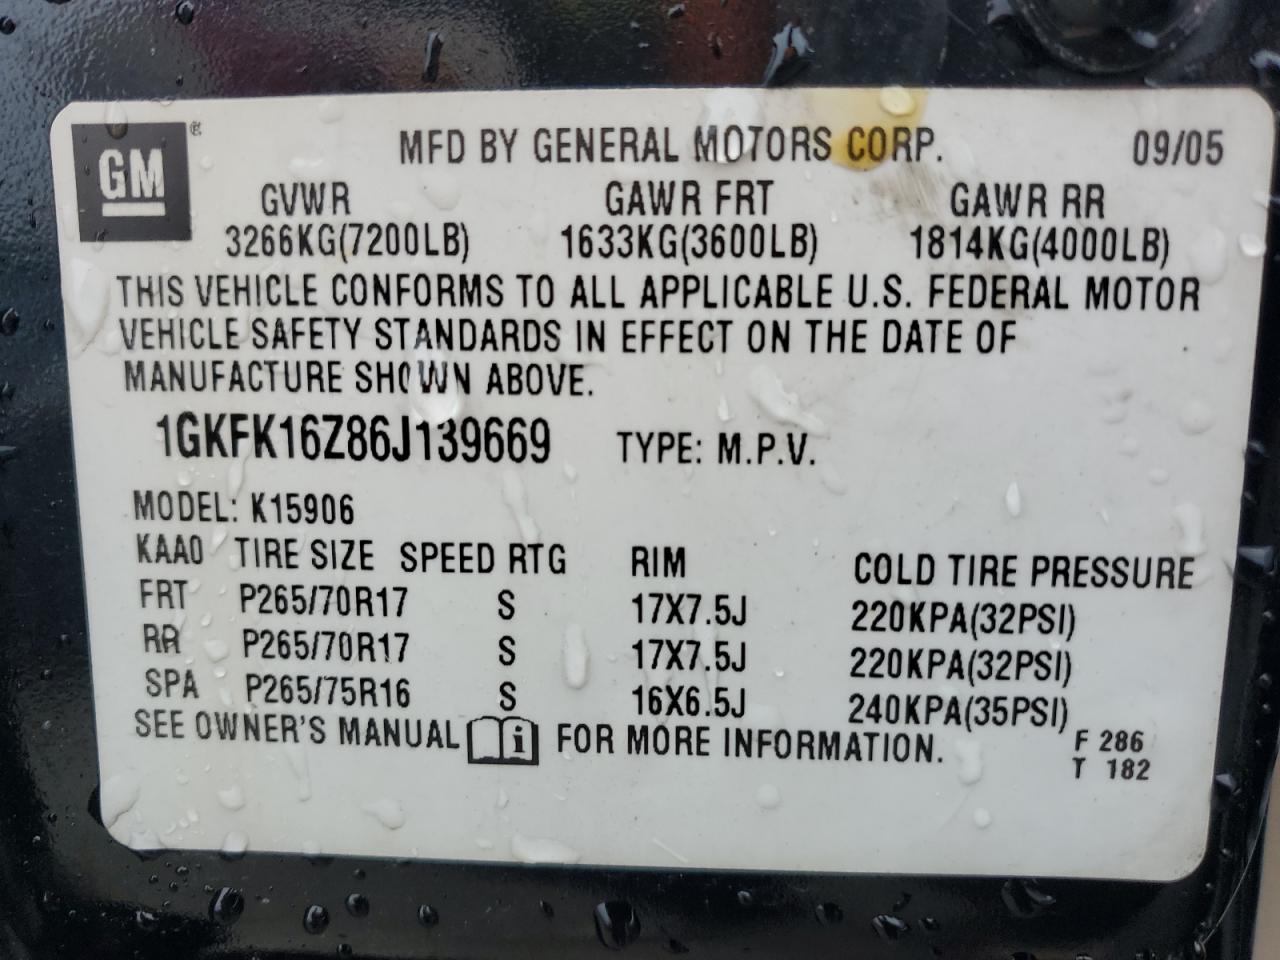 GM ®
MFD BY GENERAL MOTORS CORP. 09/05
GVWR GAWR FRT GAWR RR
3266KG(7200LB) 1633KG(3600LB) 1814KG(4000LB)
THIS VEHICLE CONFORMS TO ALL APPLICABLE U.S. FEDERAL MOTOR
VEHICLE SAFETY STANDARDS IN EFFECT ON THE DATE OF
MANUFACTURE SHOWN ABOVE.
1GKFK16Z86J139669 TYPE: M.P.V.
MODEL: K15906
KAA0 TIRE SIZE SPEED RTG RIM COLD TIRE PRESSURE
FRT P265/70R17 S 17X7.5J 220KPA(32PSI)
RR P265/70R17 S 17X7.5J 220KPA(32PSI)
SPA P265/75R16 S 16X6.5J 240KPA(35PSI)
SEE OWNER'S MANUAL i FOR MORE INFORMATION.
F 286
T 182